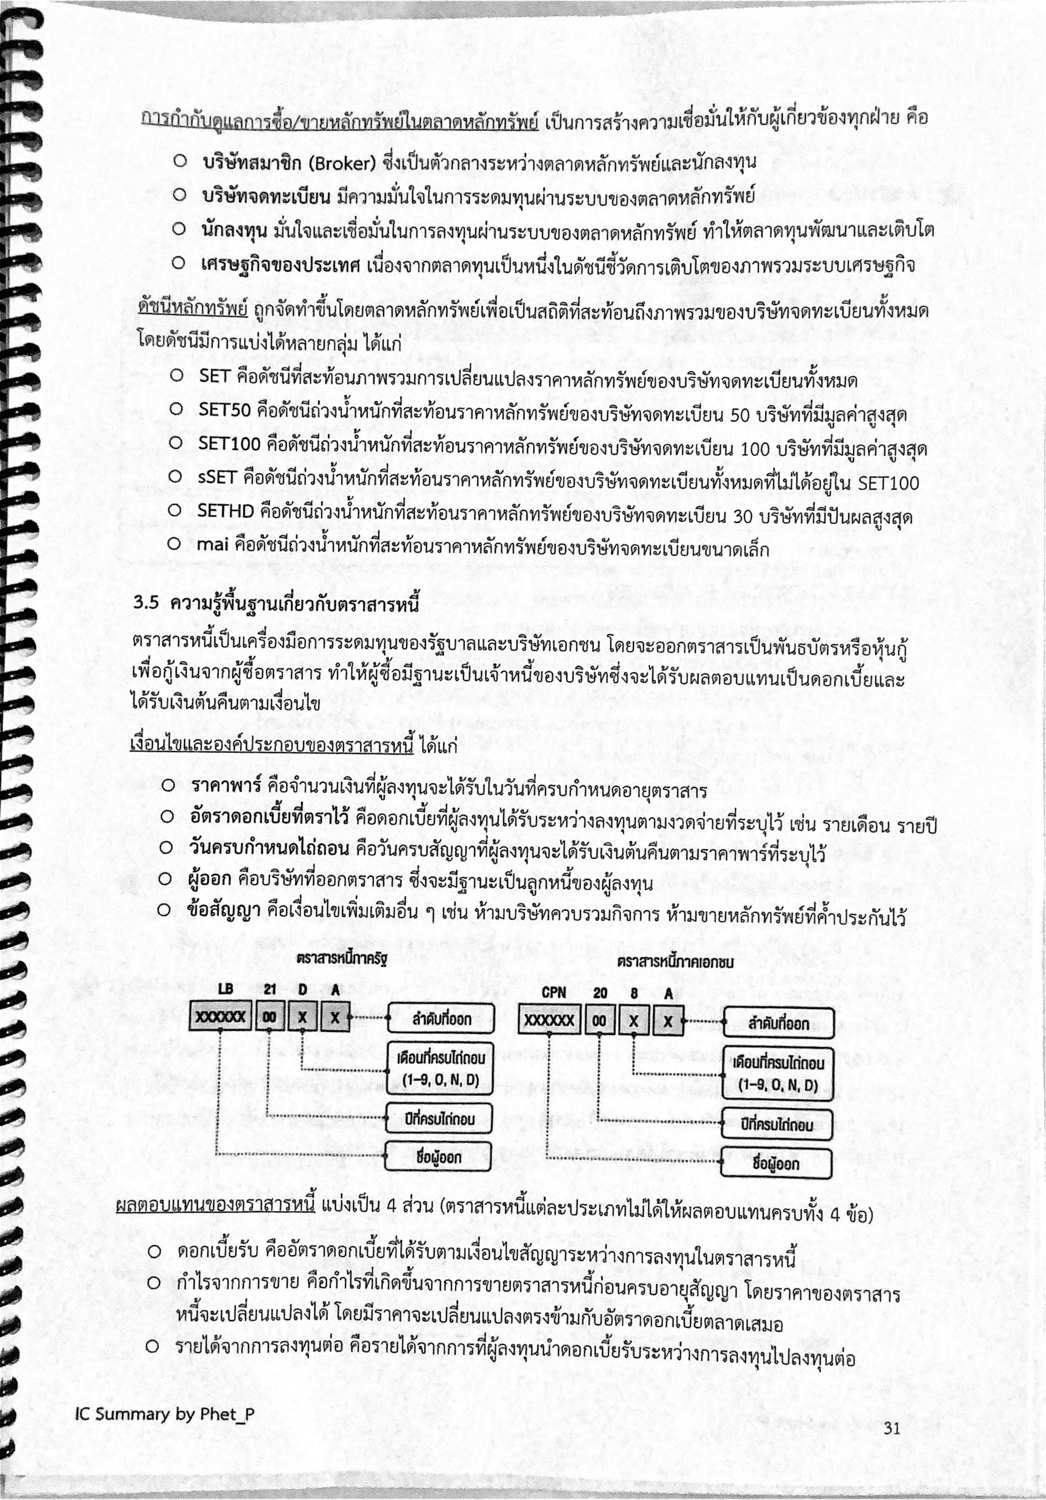 การกำกับดูแลการซื้อ/ขายหลักทรัพย์ในตลาดหลักทรัพย์ เป็นการสร้างความเชื่อมั่นให้กับผู้เกี่ยวข้องทุกฝ่าย คือ
○ บริษัทสมาชิก (Broker) ซึ่งเป็นตัวกลางระหว่างตลาดหลักทรัพย์และนักลงทุน
○ บริษัทจดทะเบียน มีความมั่นใจในการระดมทุนผ่านระบบของตลาดหลักทรัพย์
○ นักลงทุน มั่นใจและเชื่อมั่นในการลงทุนผ่านระบบของตลาดหลักทรัพย์ ทำให้ตลาดทุนพัฒนาและเติบโต
○ เศรษฐกิจของประเทศ เนื่องจากตลาดทุนเป็นหนึ่งในดัชนีชี้วัดการเติบโตของภาพรวมระบบเศรษฐกิจ
ดัชนีหลักทรัพย์ ถูกจัดทำขึ้นโดยตลาดหลักทรัพย์เพื่อเป็นสถิติที่สะท้อนถึงภาพรวมของบริษัทจดทะเบียนทั้งหมด
โดยดัชนีมีการแบ่งได้หลายกลุ่ม ได้แก่
○ SET คือดัชนีที่สะท้อนภาพรวมการเปลี่ยนแปลงราคาหลักทรัพย์ของบริษัทจดทะเบียนทั้งหมด
○ SET50 คือดัชนีถ่วงน้ำหนักที่สะท้อนราคาหลักทรัพย์ของบริษัทจดทะเบียน 50 บริษัทที่มีมูลค่าสูงสุด
○ SET100 คือดัชนีถ่วงน้ำหนักที่สะท้อนราคาหลักทรัพย์ของบริษัทจดทะเบียน 100 บริษัทที่มีมูลค่าสูงสุด
○ sSET คือดัชนีถ่วงน้ำหนักที่สะท้อนราคาหลักทรัพย์ของบริษัทจดทะเบียนทั้งหมดที่ไม่ได้อยู่ใน SET100
○ SETHD คือดัชนีถ่วงน้ำหนักที่สะท้อนราคาหลักทรัพย์ของบริษัทจดทะเบียน 30 บริษัทที่มีปันผลสูงสุด
○ mai คือดัชนีถ่วงน้ำหนักที่สะท้อนราคาหลักทรัพย์ของบริษัทจดทะเบียนขนาดเล็ก
3.5 ความรู้พื้นฐานเกี่ยวกับตราสารหนี้
ตราสารหนี้เป็นเครื่องมือการระดมทุนของรัฐบาลและบริษัทเอกชน โดยจะออกตราสารเป็นพันธบัตรหรือหุ้นกู้
เพื่อกู้เงินจากผู้ซื้อตราสาร ทำให้ผู้ซื้อมีฐานะเป็นเจ้าหนี้ของบริษัทซึ่งจะได้รับผลตอบแทนเป็นดอกเบี้ยและ
ได้รับเงินต้นคืนตามเงื่อนไข
เงื่อนไขและองค์ประกอบของตราสารหนี้ ได้แก่
○ ราคาพาร์ คือจำนวนเงินที่ผู้ลงทุนจะได้รับในวันที่ครบกำหนดอายุตราสาร
○ อัตราดอกเบี้ยที่ตราไว้ คือดอกเบี้ยที่ผู้ลงทุนได้รับระหว่างลงทุนตามงวดจ่ายที่ระบุไว้ เช่น รายเดือน รายปี
○ วันครบกำหนดไถ่ถอน คือวันครบสัญญาที่ผู้ลงทุนจะได้รับเงินต้นคืนตามราคาพาร์ที่ระบุไว้
○ ผู้ออก คือบริษัทที่ออกตราสาร ซึ่งจะมีฐานะเป็นลูกหนี้ของผู้ลงทุน
○ ข้อสัญญา คือเงื่อนไขเพิ่มเติมอื่น ๆ เช่น ห้ามบริษัทควบรวมกิจการ ห้ามขายหลักทรัพย์ที่ค้ำประกันไว้
ตราสารหนี้ภาครัฐ
LB 21 D A
XXXXXX 00 X X
ลำดับที่ออก
เดือนที่ครบไถ่ถอน
(1-9, O, N, D)
ปีที่ครบไถ่ถอน
ชื่อผู้ออก
ตราสารหนี้ภาคเอกชน
CPN 20 8 A
XXXXXX 00 X X
ลำดับที่ออก
เดือนที่ครบไถ่ถอน
(1-9, O, N, D)
ปีที่ครบไถ่ถอน
ชื่อผู้ออก
ผลตอบแทนของตราสารหนี้ แบ่งเป็น 4 ส่วน (ตราสารหนี้แต่ละประเภทไม่ได้ให้ผลตอบแทนครบทั้ง 4 ข้อ)
○ ดอกเบี้ยรับ คืออัตราดอกเบี้ยที่ได้รับตามเงื่อนไขสัญญาระหว่างการลงทุนในตราสารหนี้
○ กำไรจากการขาย คือกำไรที่เกิดขึ้นจากการขายตราสารหนี้ก่อนครบอายุสัญญา โดยราคาของตราสาร
หนี้จะเปลี่ยนแปลงได้ โดยมีราคาจะเปลี่ยนแปลงตรงข้ามกับอัตราดอกเบี้ยตลาดเสมอ
○ รายได้จากการลงทุนต่อ คือรายได้จากการที่ผู้ลงทุนนำดอกเบี้ยรับระหว่างการลงทุนไปลงทุนต่อ
IC Summary by Phet_P
31